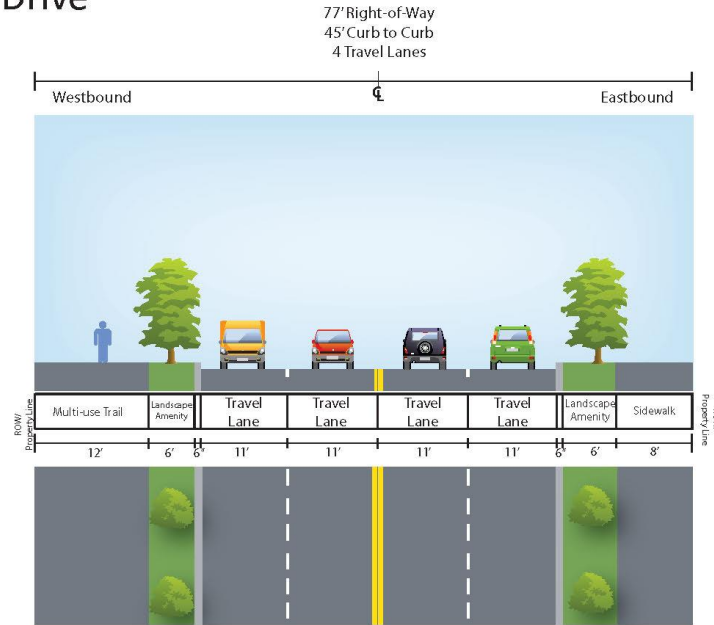 Drive
77' Right-of-Way
45' Curb to Curb
4 Travel Lanes
Westbound
℄
Eastbound
ROW/
Property Line
Multi-use Trail
Landscape
Amenity
Travel
Lane
Travel
Lane
Travel
Lane
Travel
Lane
Landscape
Amenity
Sidewalk
Property Line
12'
6'
6"
11'
11'
11'
11'
6"
6'
8'